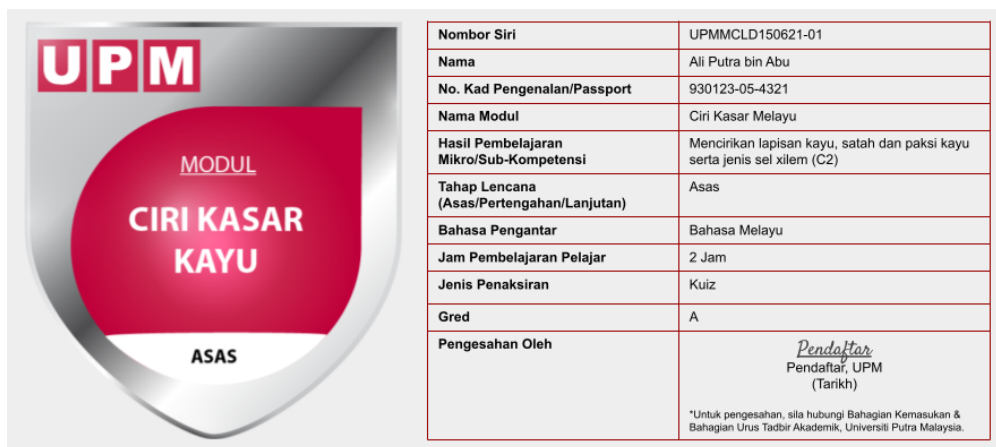 UPM
MODUL
CIRI KASAR
KAYU
ASAS
Nombor Siri UPMMCLD150621-01
Nama Ali Putra bin Abu
No. Kad Pengenalan/Passport 930123-05-4321
Nama Modul Ciri Kasar Melayu
Hasil Pembelajaran
Mikro/Sub-Kompetensi
Mencirikan lapisan kayu, satah dan paksi kayu
serta jenis sel xilem (C2)
Tahap Lencana
(Asas/Pertengahan/Lanjutan)
Asas
Bahasa Pengantar Bahasa Melayu
Jam Pembelajaran Pelajar 2 Jam
Jenis Penaksiran Kuiz
Gred A
Pengesahan Oleh
Pendaftar
Pendaftar, UPM
(Tarikh)
*Untuk pengesahan, sila hubungi Bahagian Kemasukan &
Bahagian Urus Tadbir Akademik, Universiti Putra Malaysia.